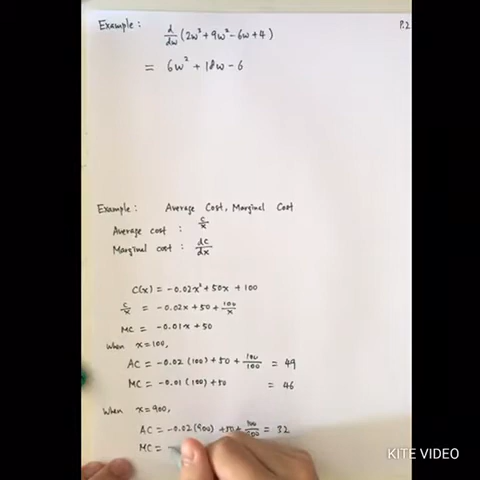 Example: d/dw (2w³ + 9w² - 6w + 4) P.2
= 6w² + 18w - 6
Example: Average Cost, Marginal Cost
Average cost : C/x
Marginal cost : dC/dx
C(x) = -0.02x² + 50x + 100
C/x = -0.02x + 50 + 100/x
MC = -0.01x + 50
When x = 100,
AC = -0.02 (100) + 50 + 100/100 = 49
MC = -0.01 (100) + 50 = 46
When x = 900,
AC = -0.02 (900) + 50 + 100/900 = 32
MC = -
KITE VIDEO